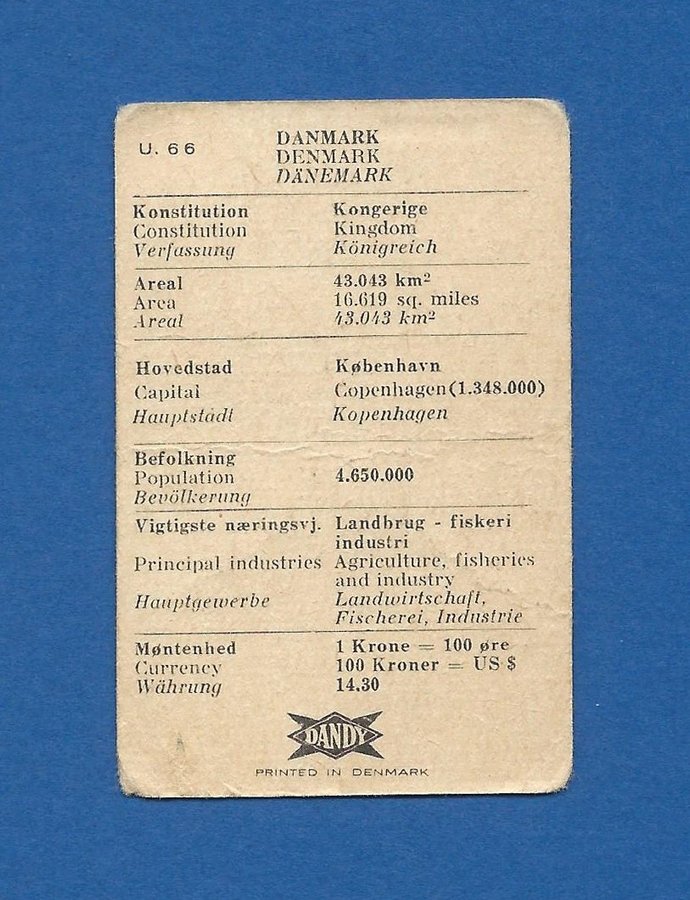 U. 66
DANMARK
DENMARK
DÄNEMARK
Konstitution Kongerige
Constitution Kingdom
Verfassung Königreich
Areal 43.043 km²
Area 16.619 sq. miles
Areal 43.043 km²
Hovedstad København
Capital Copenhagen (1.348.000)
Hauptstadt Kopenhagen
Befolkning
Population 4.650.000
Bevölkerung
Vigtigste næringsvj. Landbrug - fiskeri
industri
Principal industries Agriculture, fisheries
and industry
Hauptgewerbe Landwirtschaft,
Fischerei, Industrie
Møntenhed 1 Krone = 100 øre
Currency 100 Kroner = US $
Währung 14.30
DANDY
PRINTED IN DENMARK